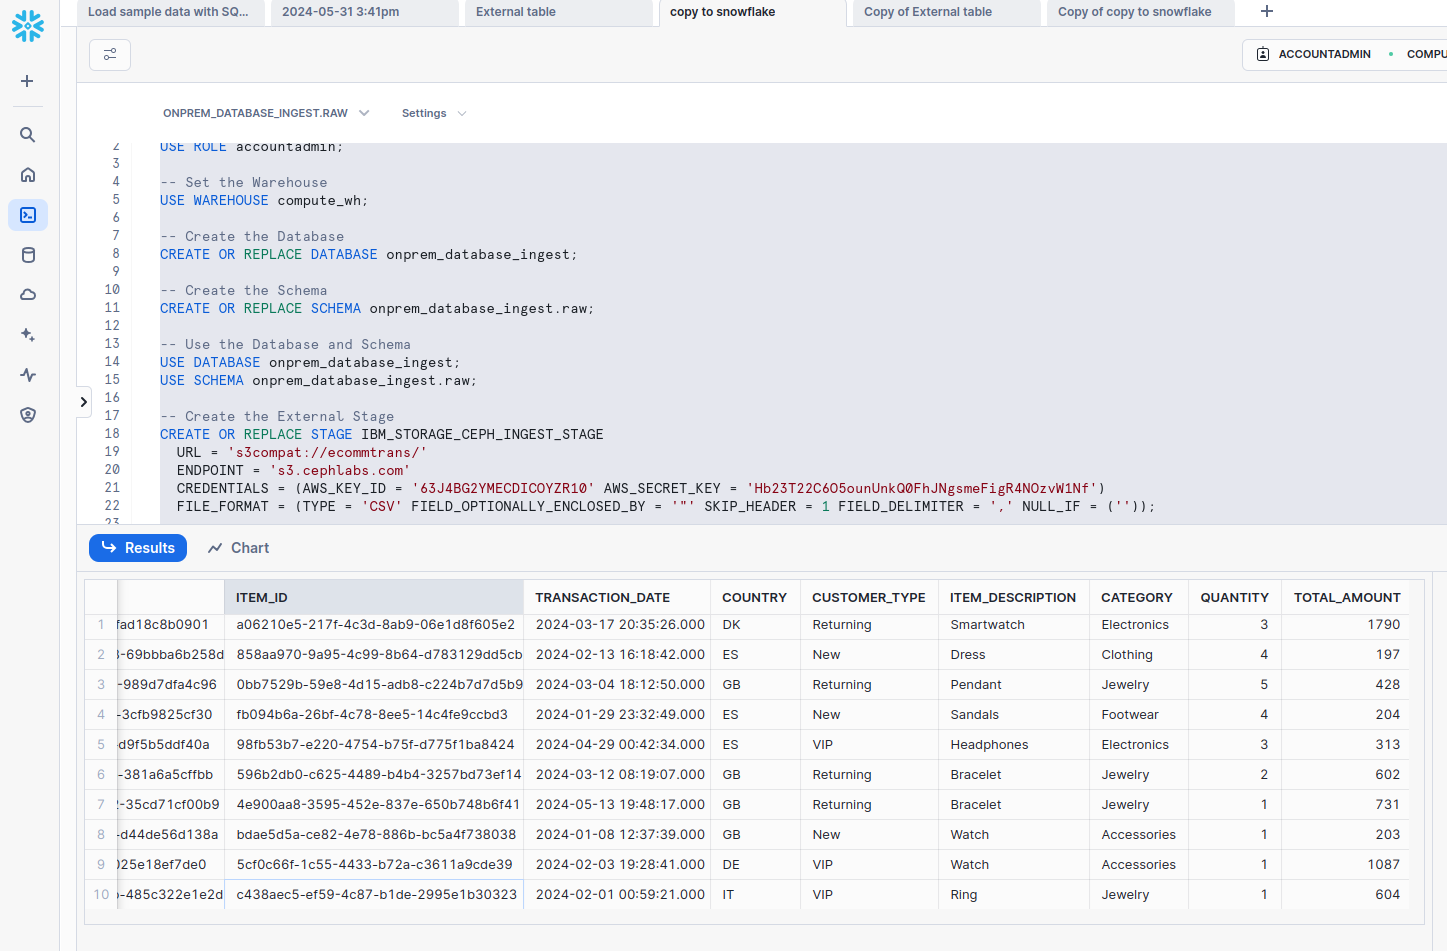 Load sample data with SQ...
2024-05-31 3:41pm
External table
copy to snowflake
Copy of External table
Copy of copy to snowflake
ACCOUNTADMIN COMPU
ONPREM_DATABASE_INGEST.RAW Settings
2 USE ROLE accountadmin;
3
4 -- Set the Warehouse
5 USE WAREHOUSE compute_wh;
6
7 -- Create the Database
8 CREATE OR REPLACE DATABASE onprem_database_ingest;
9
10 -- Create the Schema
11 CREATE OR REPLACE SCHEMA onprem_database_ingest.raw;
12
13 -- Use the Database and Schema
14 USE DATABASE onprem_database_ingest;
15 USE SCHEMA onprem_database_ingest.raw;
16
17 -- Create the External Stage
18 CREATE OR REPLACE STAGE IBM_STORAGE_CEPH_INGEST_STAGE
19 URL = 's3compat://ecommtrans/'
20 ENDPOINT = 's3.cephlabs.com'
21 CREDENTIALS = (AWS_KEY_ID = '63J4BG2YMECDICOYZR10' AWS_SECRET_KEY = 'Hb23T22C6O5ounUnkQ0FhJNgsmeFigR4NOzvW1Nf')
22 FILE_FORMAT = (TYPE = 'CSV' FIELD_OPTIONALLY_ENCLOSED_BY = '"' SKIP_HEADER = 1 FIELD_DELIMITER = ',' NULL_IF = (''));
23
Results Chart
ITEM_ID TRANSACTION_DATE COUNTRY CUSTOMER_TYPE ITEM_DESCRIPTION CATEGORY QUANTITY TOTAL_AMOUNT
1 fad18c8b0901 a06210e5-217f-4c3d-8ab9-06e1d8f605e2 2024-03-17 20:35:26.000 DK Returning Smartwatch Electronics 3 1790
2 -69bbba6b258d 858aa970-9a95-4c99-8b64-d783129dd5cb 2024-02-13 16:18:42.000 ES New Dress Clothing 4 197
3 -989d7dfa4c96 0bb7529b-59e8-4d15-adb8-c224b7d7d5b9 2024-03-04 18:12:50.000 GB Returning Pendant Jewelry 5 428
4 -3cfb9825cf30 fb094b6a-26bf-4c78-8ee5-14c4fe9ccbd3 2024-01-29 23:32:49.000 ES New Sandals Footwear 4 204
5 -d9f5b5ddf40a 98fb53b7-e220-4754-b75f-d775f1ba8424 2024-04-29 00:42:34.000 ES VIP Headphones Electronics 3 313
6 -381a6a5cffbb 596b2db0-c625-4489-b4b4-3257bd73ef14 2024-03-12 08:19:07.000 GB Returning Bracelet Jewelry 2 602
7 -35cd71cf00b9 4e900aa8-3595-452e-837e-650b748b6f41 2024-05-13 19:48:17.000 GB Returning Bracelet Jewelry 1 731
8 -d44de56d138a bdae5d5a-ce82-4e78-886b-bc5a4f738038 2024-01-08 12:37:39.000 GB New Watch Accessories 1 203
9 025e18ef7de0 5cf0c66f-1c55-4433-b72a-c3611a9cde39 2024-02-03 19:28:41.000 DE VIP Watch Accessories 1 1087
10 -485c322e1e2d c438aec5-ef59-4c87-b1de-2995e1b30323 2024-02-01 00:59:21.000 IT VIP Ring Jewelry 1 604